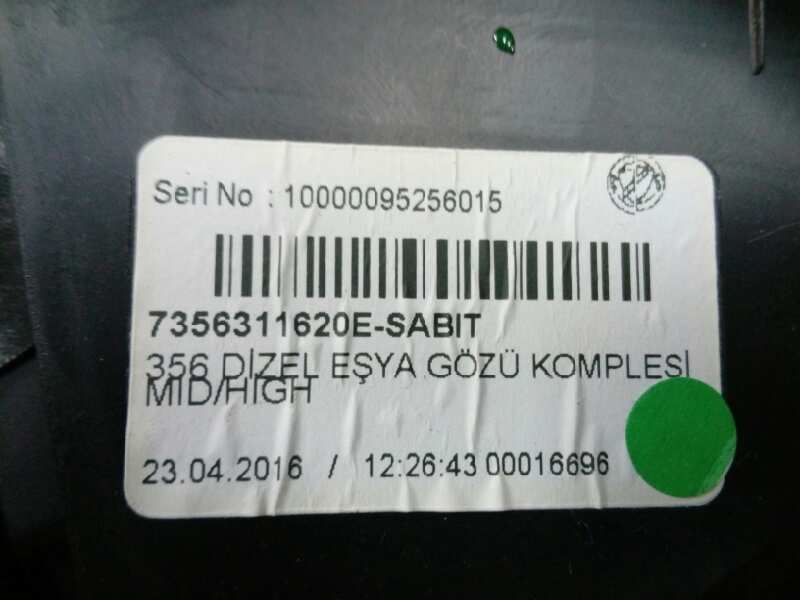 Seri No : 10000095256015
7356311620E-SABIT
356 DİZEL EŞYA GÖZÜ KOMPLESİ
MID/HIGH
23.04.2016 / 12:26:43 00016696